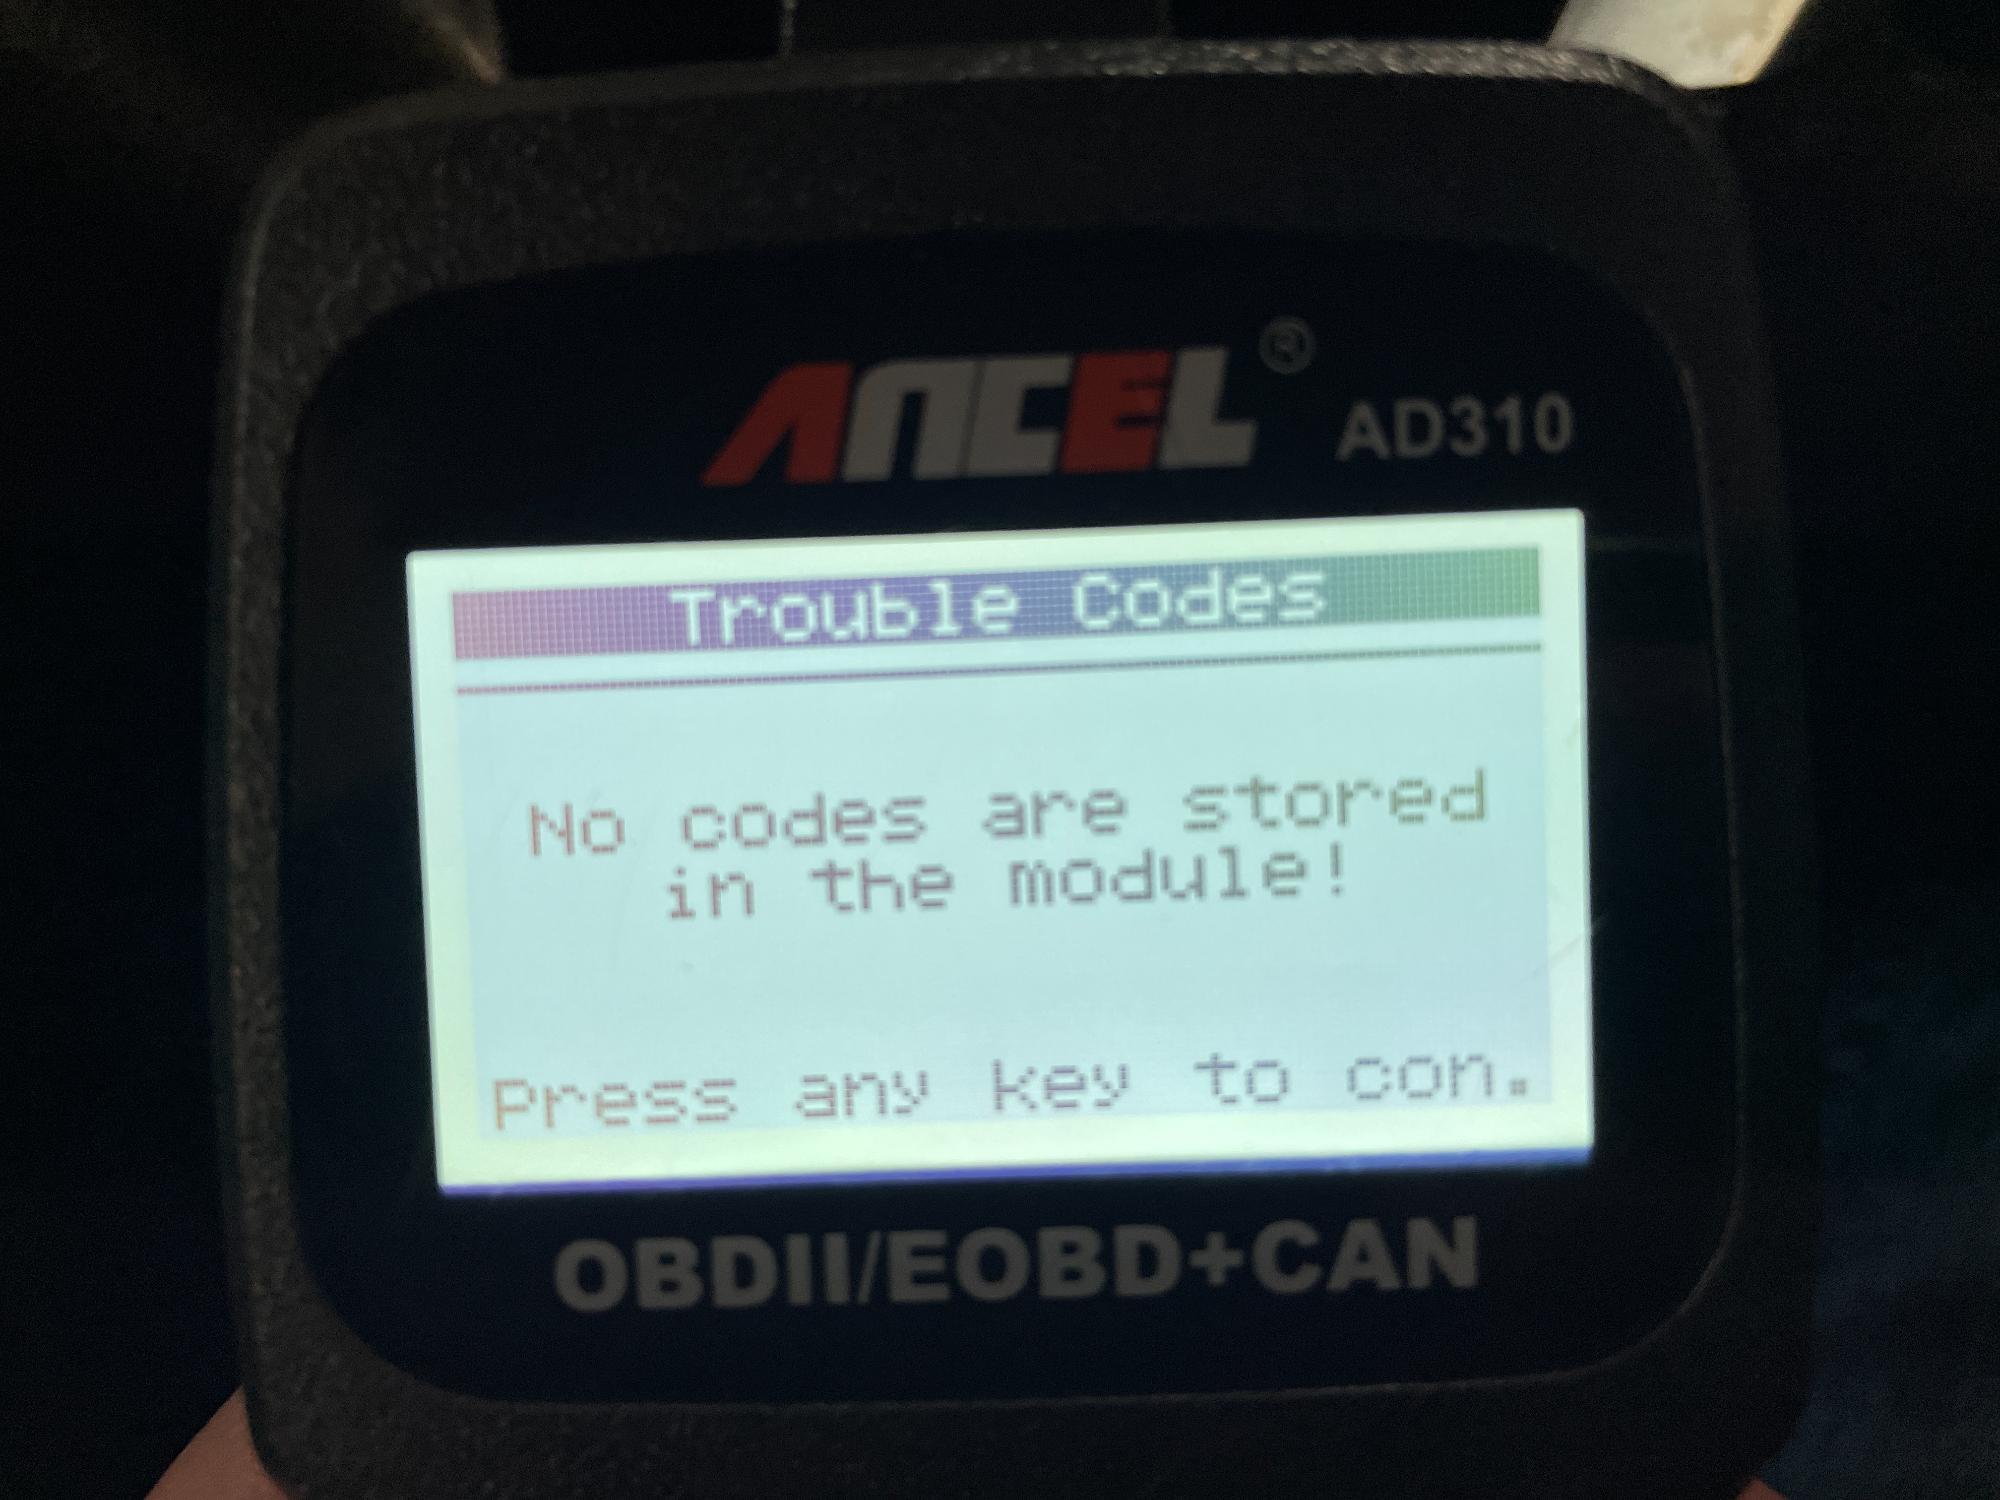 ANCEL® AD310
Trouble Codes
No codes are stored
in the module!
Press any key to con.
OBDII/EOBD+CAN